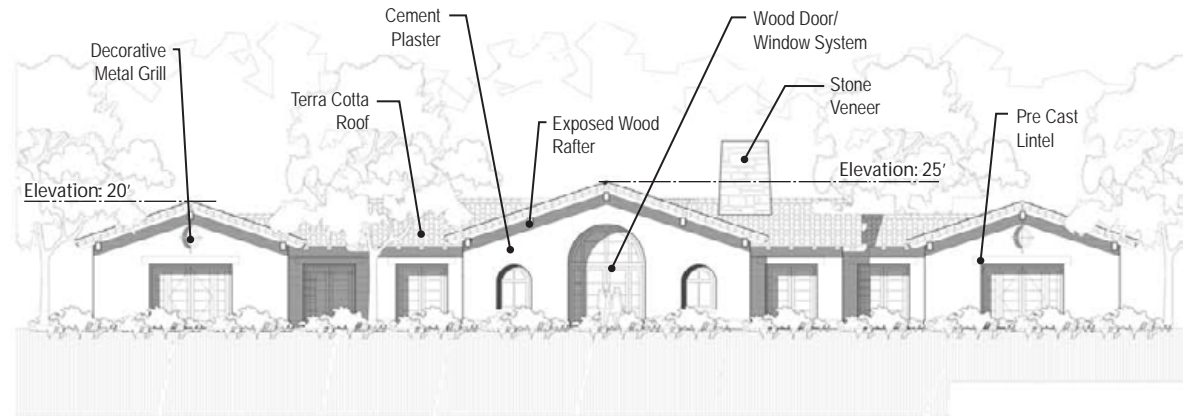 Decorative
Metal Grill
Cement
Plaster
Terra Cotta
Roof
Exposed Wood
Rafter
Wood Door/
Window System
Stone
Veneer
Pre Cast
Lintel
Elevation: 20′
Elevation: 25′